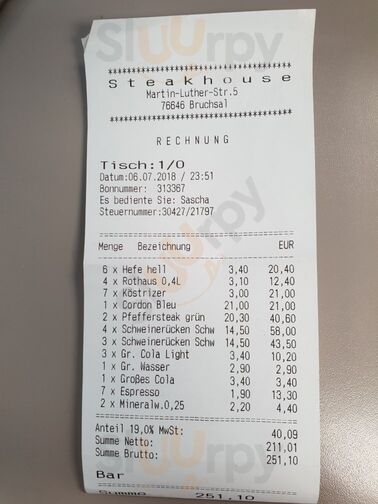 Sluurpy
********************************
Steakhouse
Martin-Luther-Str.5
76646 Bruchsal
********************************
RECHNUNG
Tisch:1/0
Datum:06.07.2018 / 23:51
Bonnummer: 313367
Es bediente Sie: Sascha
Steuernummer:30427/21797
Menge Bezeichnung EUR
6 x Hefe hell 3,40 20,40
4 x Rothaus 0,4L 3,10 12,40
7 x Köstrizer 3,00 21,00
1 x Cordon Bleu 21,00 21,00
2 x Pfeffersteak grün 20,30 40,60
4 x Schweinerücken Schw 14,50 58,00
3 x Schweinerücken Schw 14,50 43,50
3 x Gr. Cola Light 3,40 10,20
1 x Gr. Wasser 2,90 2,90
1 x Großes Cola 3,40 3,40
7 x Espresso 1,90 13,30
2 x Mineralw.0,25 2,20 4,40
Anteil 19,0% MwSt: 40,09
Summe Netto: 211,01
Summe Brutto: 251,10
Bar
Summe 251,10